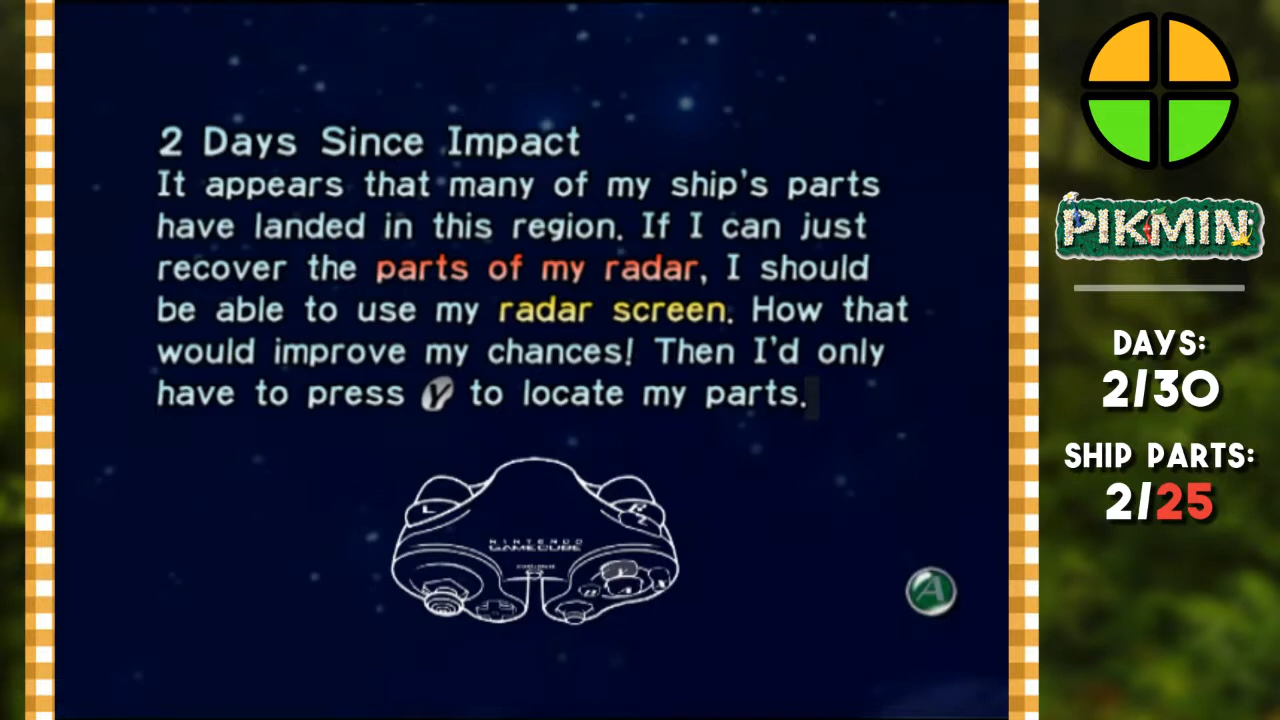 2 Days Since Impact
It appears that many of my ship's parts
have landed in this region. If I can just
recover the parts of my radar, I should
be able to use my radar screen. How that
would improve my chances! Then I'd only
have to press Y to locate my parts.
L
R
Z
NINTENDO
GAMECUBE
B
A
A
PIKMIN
DAYS:
2/30
SHIP PARTS:
2/25